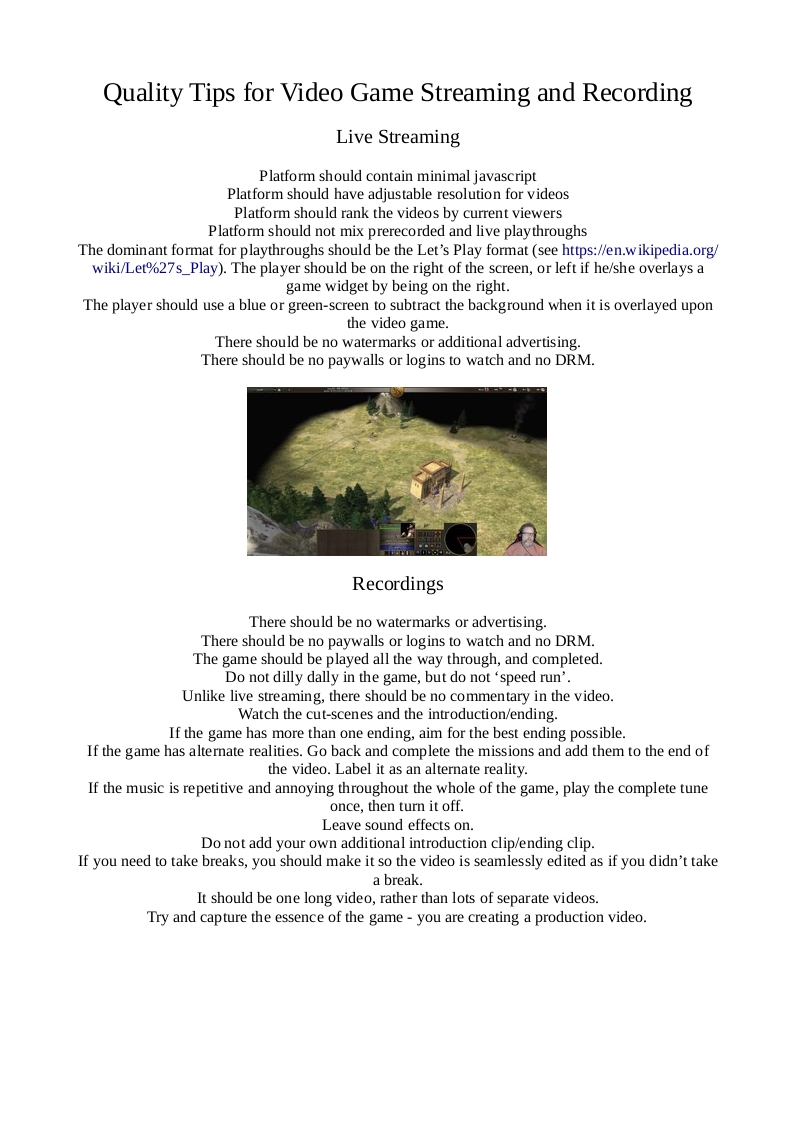 Quality Tips for Video Game Streaming and Recording
Live Streaming
Platform should contain minimal javascript
Platform should have adjustable resolution for videos
Platform should rank the videos by current viewers
Platform should not mix prerecorded and live playthroughs
The dominant format for playthroughs should be the Let’s Play format (see https://en.wikipedia.org/
wiki/Let%27s_Play). The player should be on the right of the screen, or left if he/she overlays a
game widget by being on the right.
The player should use a blue or green-screen to subtract the background when it is overlayed upon
the video game.
There should be no watermarks or additional advertising.
There should be no paywalls or logins to watch and no DRM.
Recordings
There should be no watermarks or advertising.
There should be no paywalls or logins to watch and no DRM.
The game should be played all the way through, and completed.
Do not dilly dally in the game, but do not ‘speed run’.
Unlike live streaming, there should be no commentary in the video.
Watch the cut-scenes and the introduction/ending.
If the game has more than one ending, aim for the best ending possible.
If the game has alternate realities. Go back and complete the missions and add them to the end of
the video. Label it as an alternate reality.
If the music is repetitive and annoying throughout the whole of the game, play the complete tune
once, then turn it off.
Leave sound effects on.
Do not add your own additional introduction clip/ending clip.
If you need to take breaks, you should make it so the video is seamlessly edited as if you didn’t take
a break.
It should be one long video, rather than lots of separate videos.
Try and capture the essence of the game - you are creating a production video.